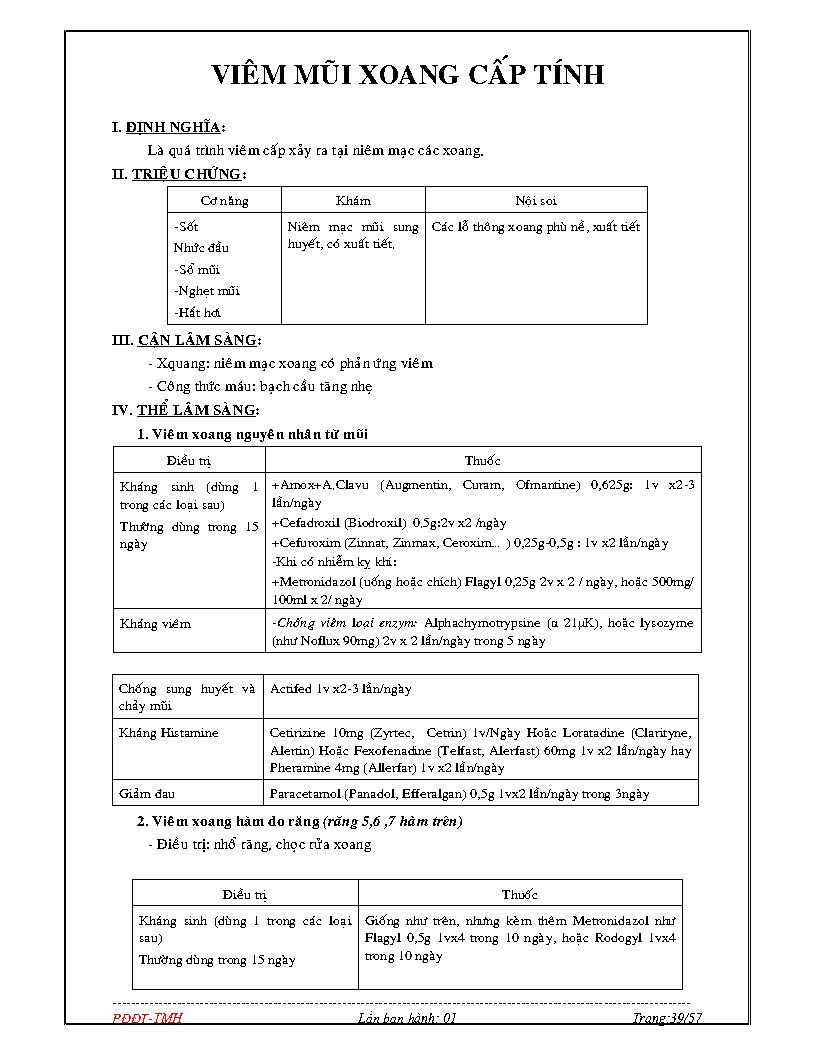 VIÊM MŨI XOANG CẤP TÍNH
I. ĐỊNH NGHĨA:
Là quá trình viêm cấp xảy ra tại niêm mạc các xoang.
II. TRIỆU CHỨNG:
Cơ năng
Khám
Nội soi
-Sốt
Nhức đầu
-Sổ mũi
-Nghẹt mũi
-Hắt hơi
Niêm mạc mũi sung
huyết, có xuất tiết.
Các lỗ thông xoang phù nề, xuất tiết
III. CẬN LÂM SÀNG:
- Xquang: niêm mạc xoang có phản ứng viêm
- Công thức máu: bạch cầu tăng nhẹ
IV. THỂ LÂM SÀNG:
1. Viêm xoang nguyên nhân từ mũi
Điều trị
Thuốc
Kháng sinh (dùng 1
trong các loại sau)
Thường dùng trong 15
ngày
+Amox+A.Clavu (Augmentin, Curam, Ofmantine) 0,625g: 1v x2-3
lần/ngày
+Cefadroxil (Biodroxil) 0,5g:2v x2 /ngày
+Cefuroxim (Zinnat, Zinmax, Ceroxim... ) 0,25g-0,5g : 1v x2 lần/ngày
-Khi có nhiễm kỵ khí:
+Metronidazol (uống hoặc chích) Flagyl 0,25g 2v x 2 / ngày, hoặc 500mg/
100ml x 2/ ngày
Kháng viêm
-Chống viêm loại enzym: Alphachymotrypsine (α 21µK), hoặc lysozyme
(như Noflux 90mg) 2v x 2 lần/ngày trong 5 ngày
Chống sung huyết và
chảy mũi
Actifed 1v x2-3 lần/ngày
Kháng Histamine
Cetirizine 10mg (Zyrtec, Cetrin) 1v/Ngày Hoặc Loratadine (Clarityne,
Alertin) Hoặc Fexofenadine (Telfast, Alerfast) 60mg 1v x2 lần/ngày hay
Pheramine 4mg (Allerfar) 1v x2 lần/ngày
Giảm đau
Paracetamol (Panadol, Efferalgan) 0,5g 1vx2 lần/ngày trong 3ngày
2. Viêm xoang hàm do răng (răng 5,6 ,7 hàm trên)
- Điều trị: nhổ răng, chọc rửa xoang
Điều trị
Thuốc
Kháng sinh (dùng 1 trong các loại
sau)
Thường dùng trong 15 ngày
Giống như trên, nhưng kèm thêm Metronidazol như
Flagyl 0,5g 1vx4 trong 10 ngày, hoặc Rodogyl 1vx4
trong 10 ngày
PĐĐT-TMH
Lần ban hành: 01
Trang:39/57